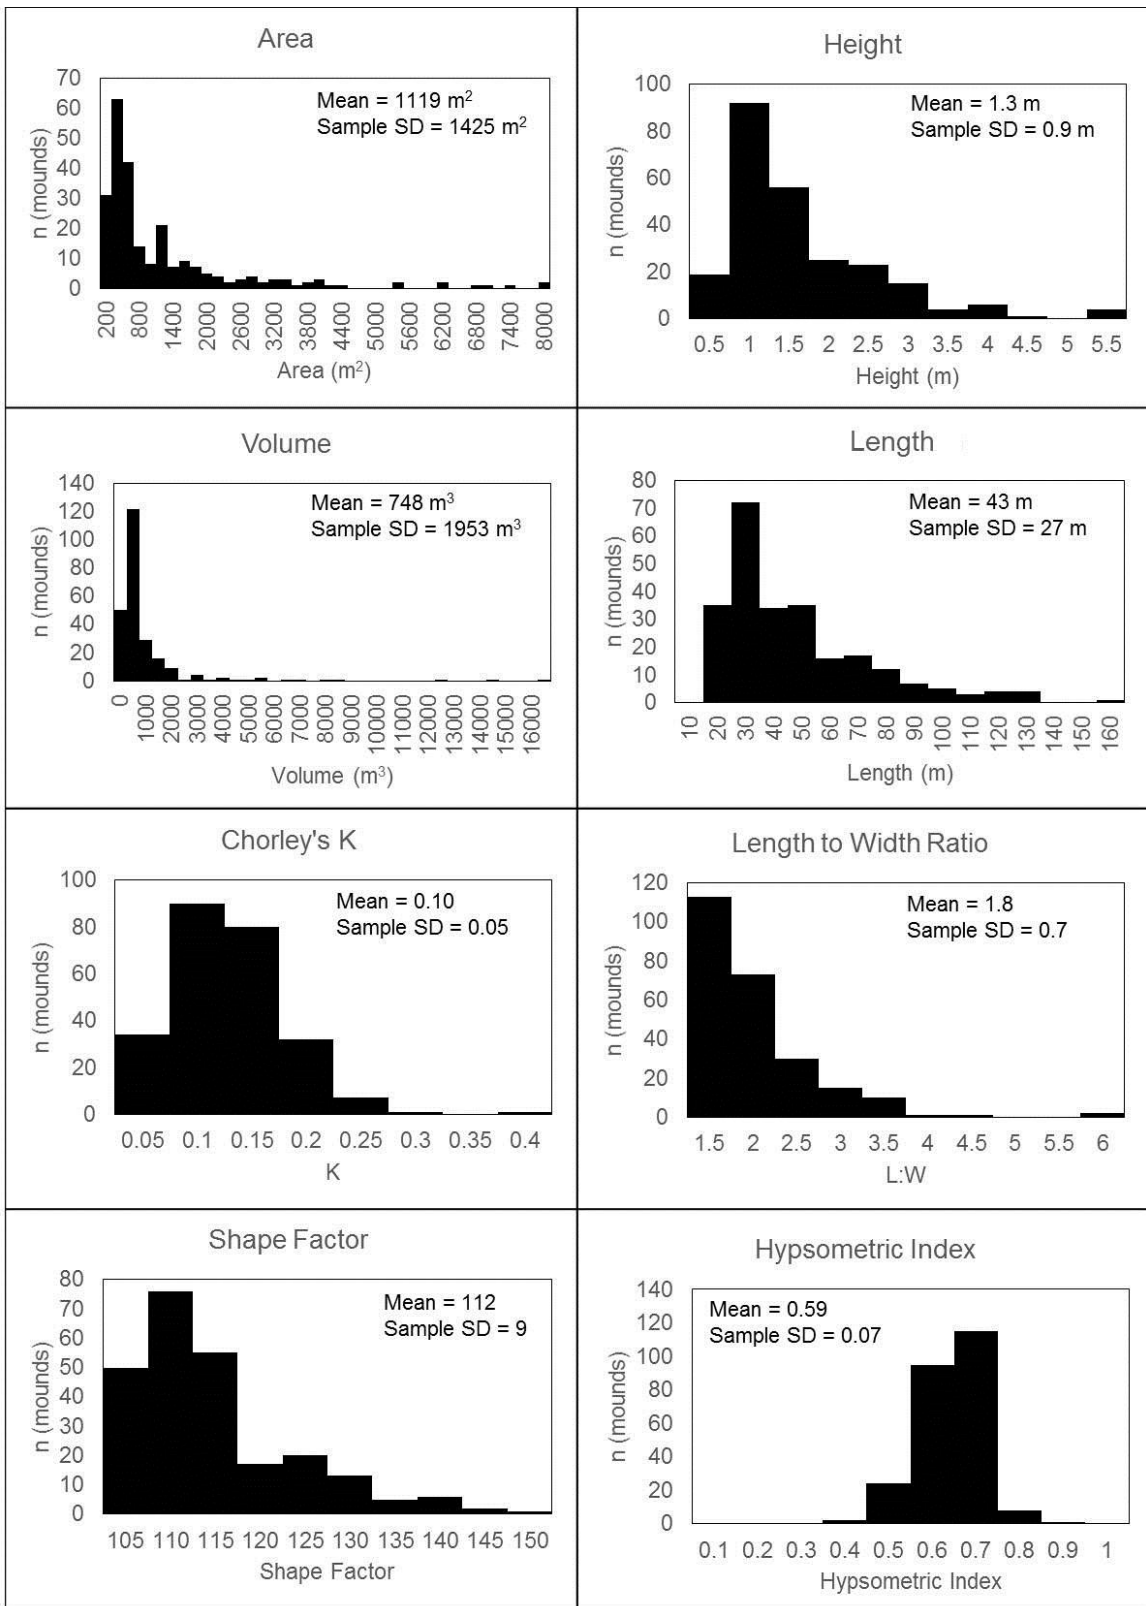 Area
70
60
50
40
30
20
10
0
n (mounds)
Mean = 1119 m²
Sample SD = 1425 m²
200 800 1400 2000 2600 3200 3800 4400 5000 5600 6200 6800 7400 8000
Area (m²)
Height
100
80
60
40
20
0
n (mounds)
Mean = 1.3 m
Sample SD = 0.9 m
0.5 1 1.5 2 2.5 3 3.5 4 4.5 5 5.5
Height (m)
Volume
140
120
100
80
60
40
20
0
n (mounds)
Mean = 748 m³
Sample SD = 1953 m³
0 1000 2000 3000 4000 5000 6000 7000 8000 9000 10000 11000 12000 13000 14000 15000 16000
Volume (m³)
Length
80
70
60
50
40
30
20
10
0
n (mounds)
Mean = 43 m
Sample SD = 27 m
10 20 30 40 50 60 70 80 90 100 110 120 130 140 150 160
Length (m)
Chorley's K
100
80
60
40
20
0
n (mounds)
Mean = 0.10
Sample SD = 0.05
0.05 0.1 0.15 0.2 0.25 0.3 0.35 0.4
K
Length to Width Ratio
120
100
80
60
40
20
0
n (mounds)
Mean = 1.8
Sample SD = 0.7
1.5 2 2.5 3 3.5 4 4.5 5 5.5 6
L:W
Shape Factor
80
70
60
50
40
30
20
10
0
n (mounds)
Mean = 112
Sample SD = 9
105 110 115 120 125 130 135 140 145 150
Shape Factor
Hypsometric Index
140
120
100
80
60
40
20
0
n (mounds)
Mean = 0.59
Sample SD = 0.07
0.1 0.2 0.3 0.4 0.5 0.6 0.7 0.8 0.9 1
Hypsometric Index